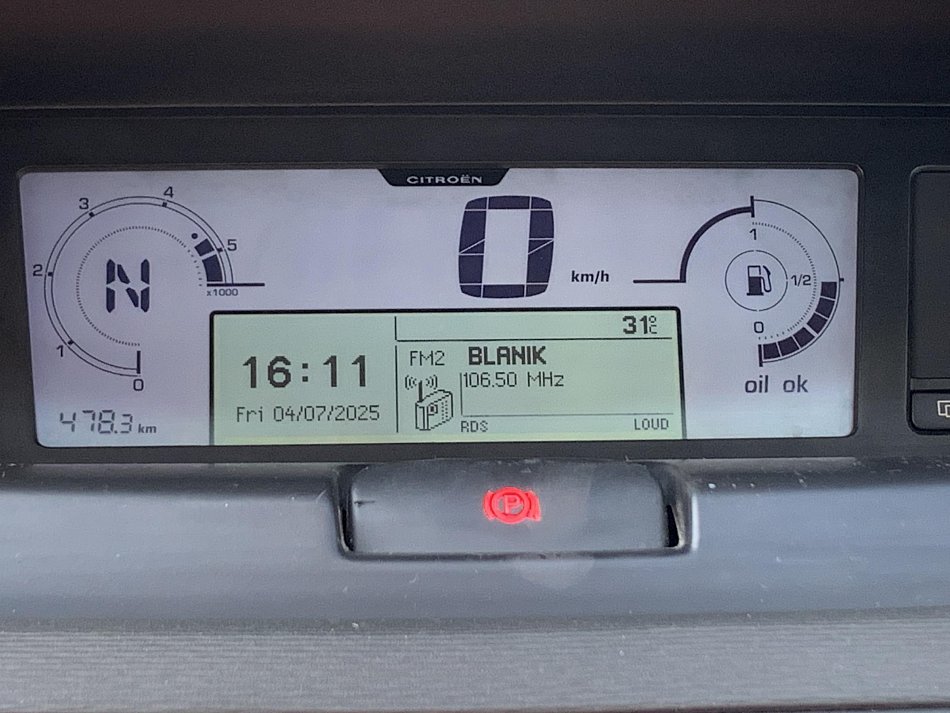 CITROËN
4
3
5
2
x1000
1
0
N
0
km/h
1
1/2
0
oil ok
478.3 km
31°C
16:11
Fri 04/07/2025
FM2 BLANIK
106.50 MHz
RDS LOUD
P